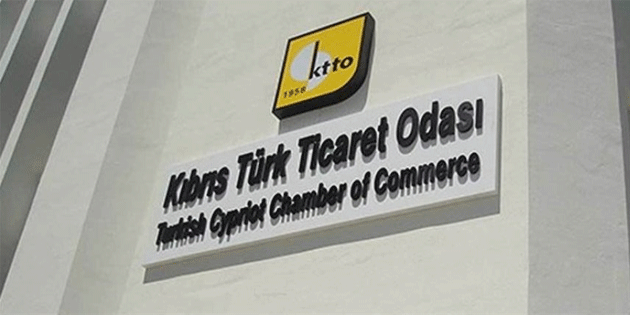 ktto
1958
Kıbrıs Türk Ticaret Odası
Turkish Cypriot Chamber of Commerce